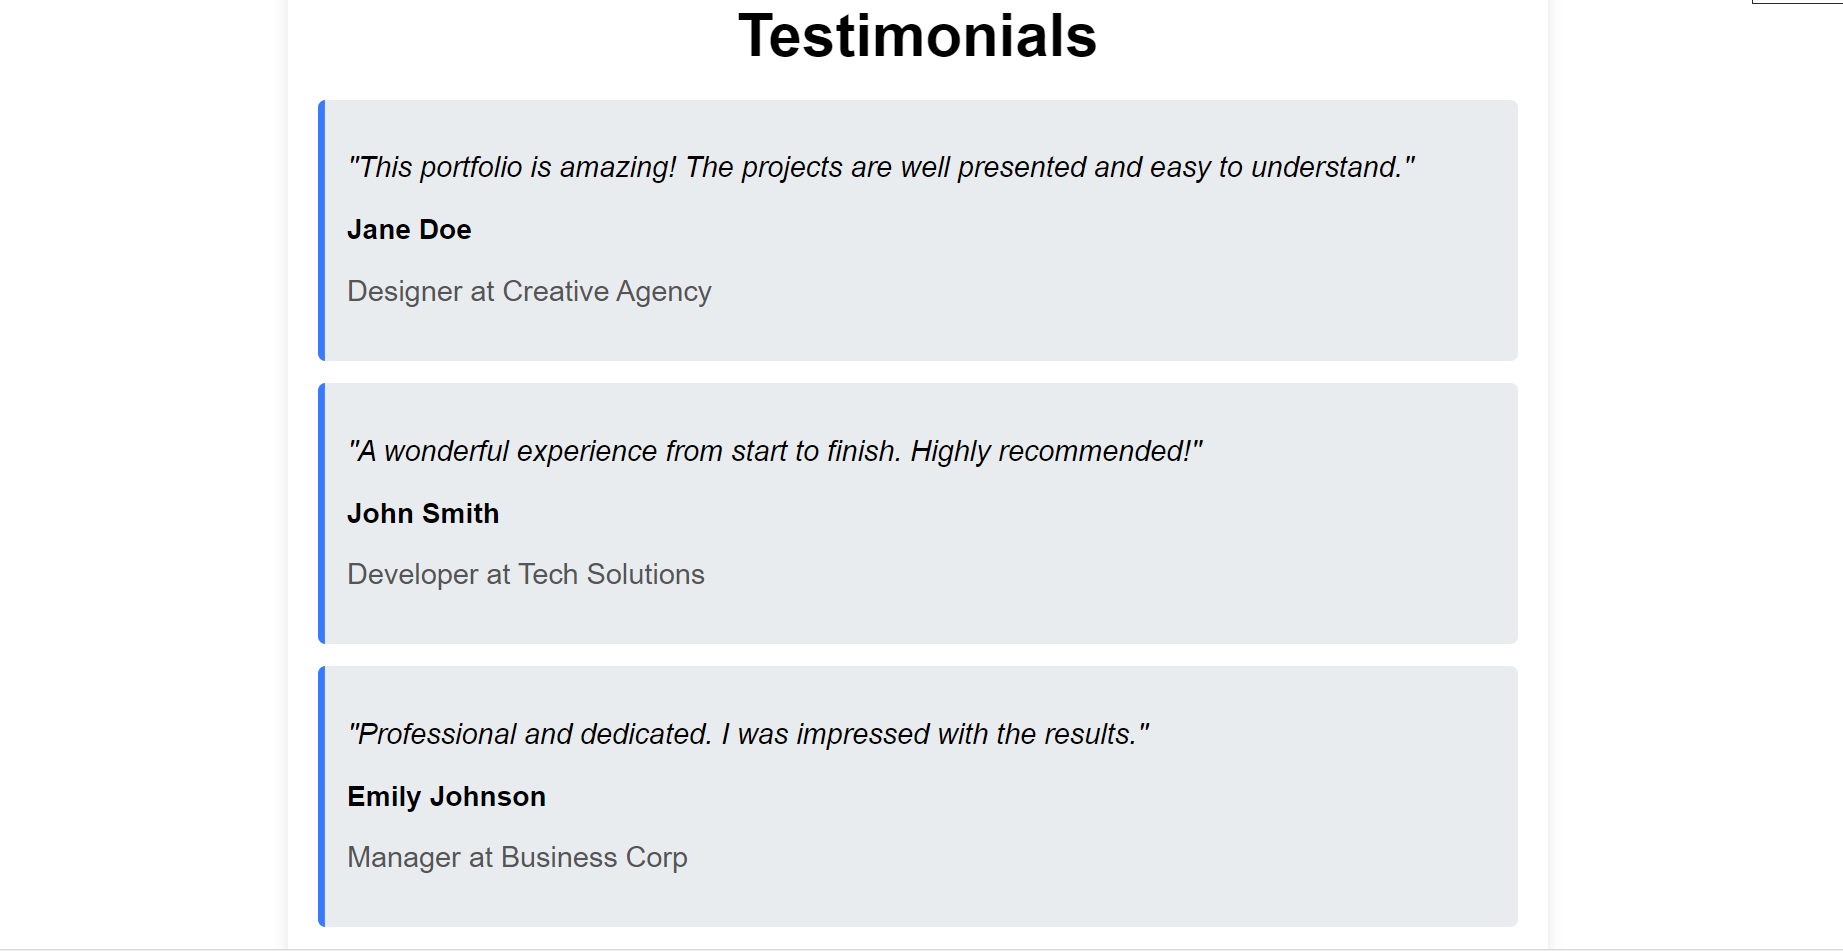 Testimonials
"This portfolio is amazing! The projects are well presented and easy to understand."
Jane Doe
Designer at Creative Agency
"A wonderful experience from start to finish. Highly recommended!"
John Smith
Developer at Tech Solutions
"Professional and dedicated. I was impressed with the results."
Emily Johnson
Manager at Business Corp